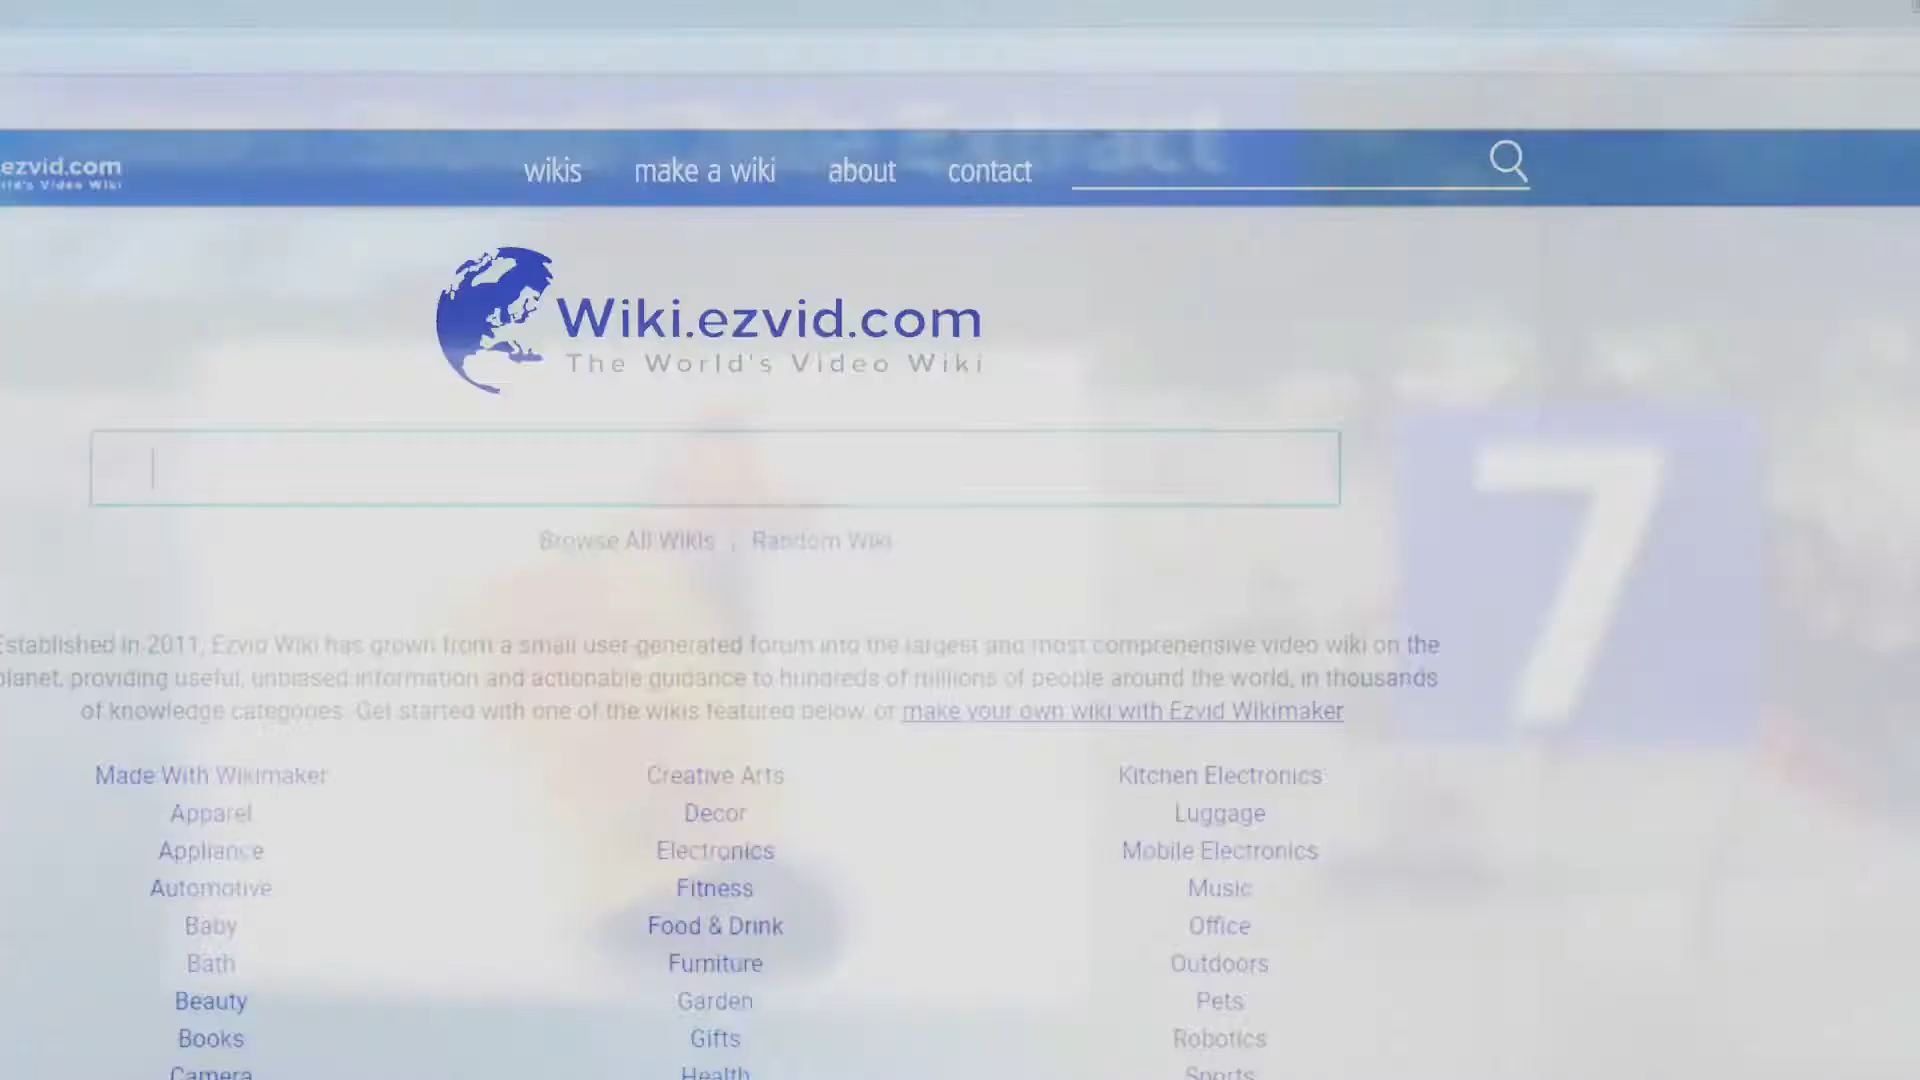 Extract
ezvid.com
wikis make a wiki about contact
Wiki.ezvid.com
The World's Video Wiki
7
Browse All Wikis | Random Wiki
Established in 2011, Ezvid Wiki has grown from a small user-generated forum into the largest and most comprehensive video wiki on the
planet, providing useful, unbiased information and actionable guidance to hundreds of millions of people around the world, in thousands
of knowledge categories. Get started with one of the wikis featured below, or make your own wiki with Ezvid Wikimaker
Made With Wikimaker Creative Arts Kitchen Electronics
Apparel Decor Luggage
Appliance Electronics Mobile Electronics
Automotive Fitness Music
Baby Food & Drink Office
Bath Furniture Outdoors
Beauty Garden Pets
Books Gifts Robotics
Camera Health Sports